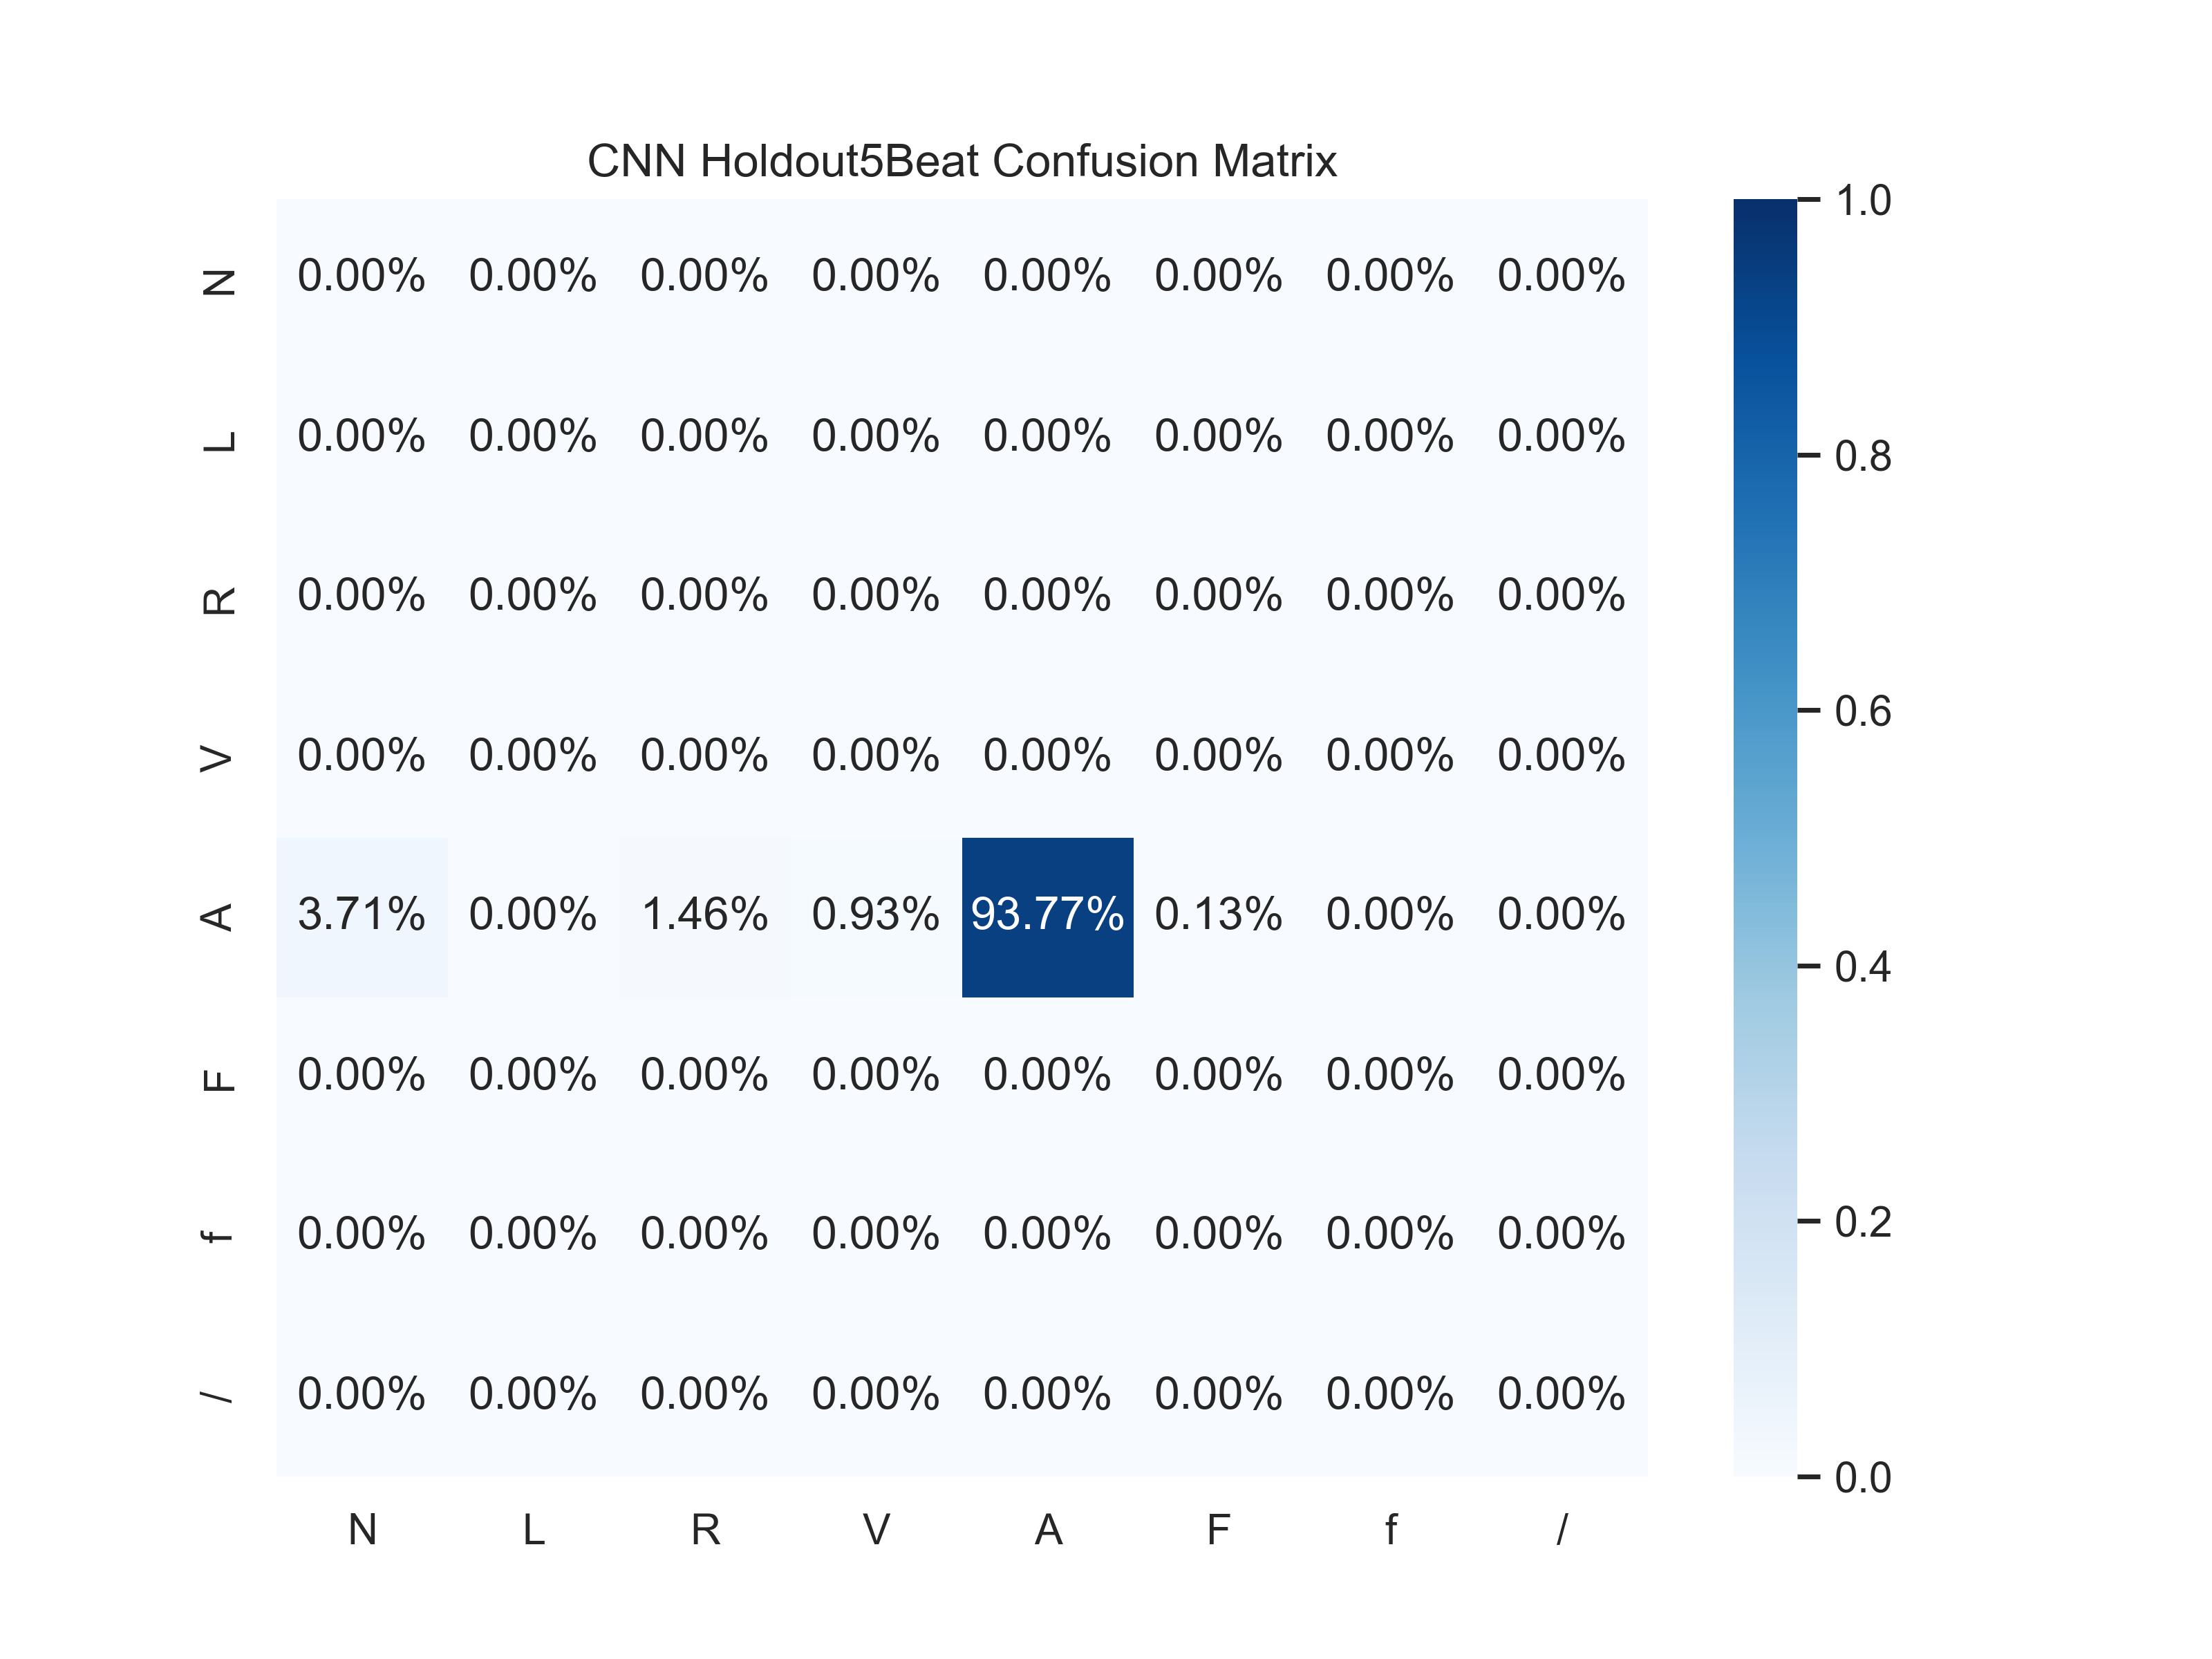 CNN Holdout5Beat Confusion Matrix
N 0.00% 0.00% 0.00% 0.00% 0.00% 0.00% 0.00% 0.00%
L 0.00% 0.00% 0.00% 0.00% 0.00% 0.00% 0.00% 0.00%
R 0.00% 0.00% 0.00% 0.00% 0.00% 0.00% 0.00% 0.00%
V 0.00% 0.00% 0.00% 0.00% 0.00% 0.00% 0.00% 0.00%
A 3.71% 0.00% 1.46% 0.93% 93.77% 0.13% 0.00% 0.00%
F 0.00% 0.00% 0.00% 0.00% 0.00% 0.00% 0.00% 0.00%
f 0.00% 0.00% 0.00% 0.00% 0.00% 0.00% 0.00% 0.00%
/ 0.00% 0.00% 0.00% 0.00% 0.00% 0.00% 0.00% 0.00%
N L R V A F f /
1.0
0.8
0.6
0.4
0.2
0.0